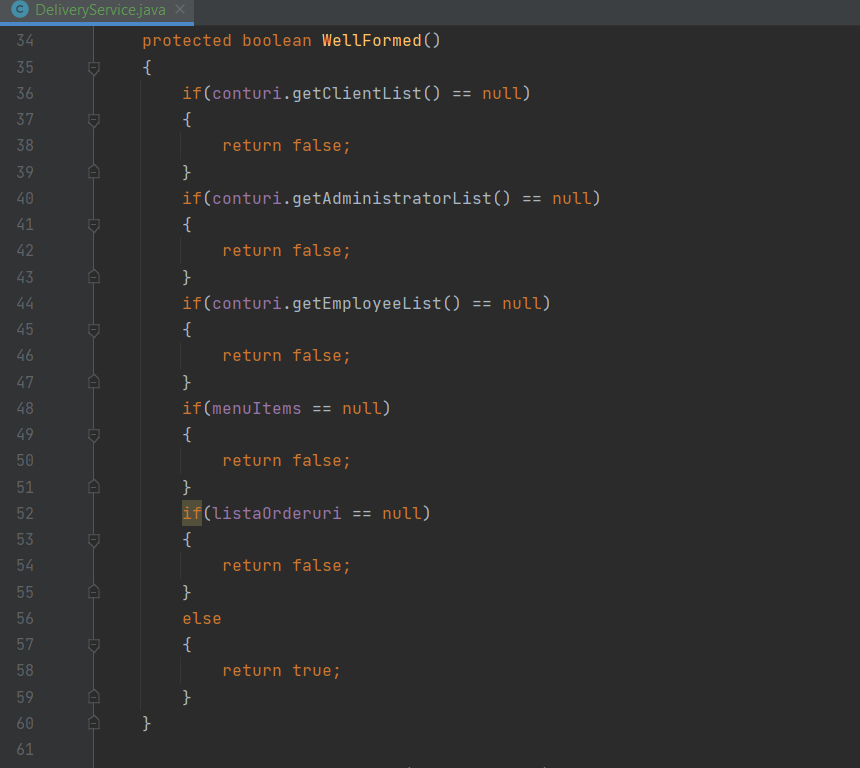 C DeliveryService.java ×
34 protected boolean WellFormed()
35 {
36 if(conturi.getClientList() == null)
37 {
38 return false;
39 }
40 if(conturi.getAdministratorList() == null)
41 {
42 return false;
43 }
44 if(conturi.getEmployeeList() == null)
45 {
46 return false;
47 }
48 if(menuItems == null)
49 {
50 return false;
51 }
52 if(listaOrderuri == null)
53 {
54 return false;
55 }
56 else
57 {
58 return true;
59 }
60 }
61